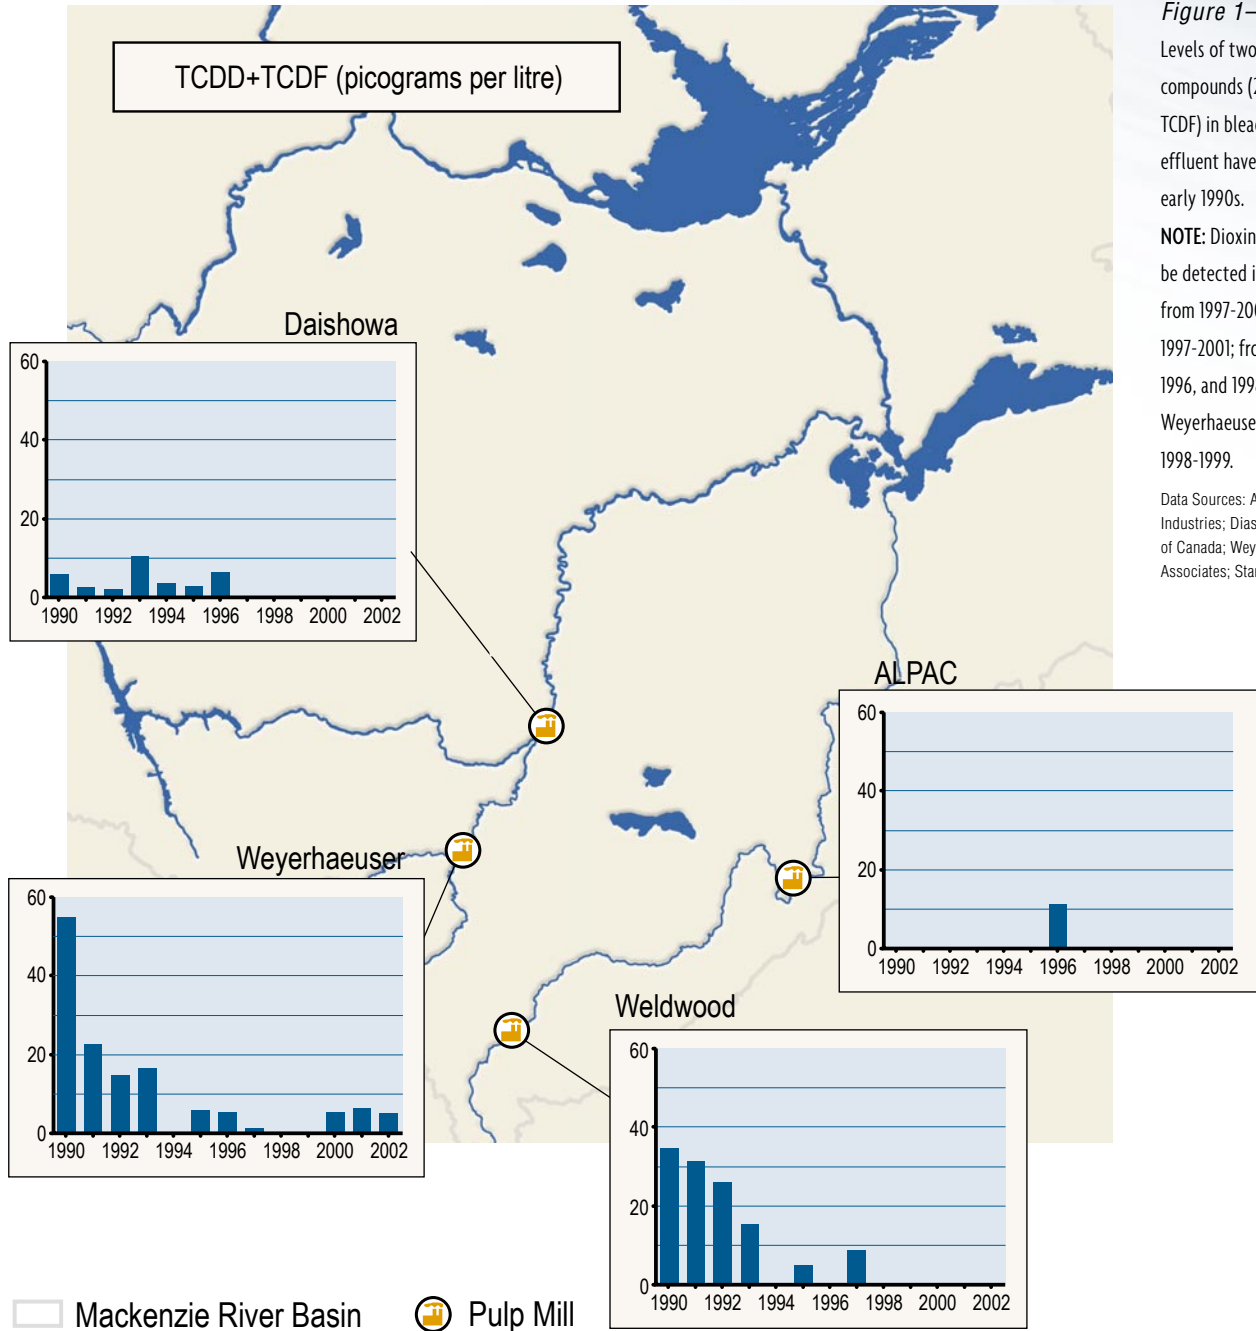 TCDD+TCDF (picograms per litre)
Figure 1–
Levels of two
compounds (2
TCDF) in bleac
effluent have
early 1990s.
NOTE: Dioxin
be detected i
from 1997-200
1997-2001; fro
1996, and 199
Weyerhaeuse
1998-1999.
Data Sources: A
Industries; Dias
of Canada; Wey
Associates; Star
Daishowa
60
40
20
0
1990 1992 1994 1996 1998 2000 2002
ALPAC
60
40
20
0
1990 1992 1994 1996 1998 2000 2002
Weyerhaeuser
60
40
20
0
1990 1992 1994 1996 1998 2000 2002
Weldwood
60
40
20
0
1990 1992 1994 1996 1998 2000 2002
Mackenzie River Basin
Pulp Mill